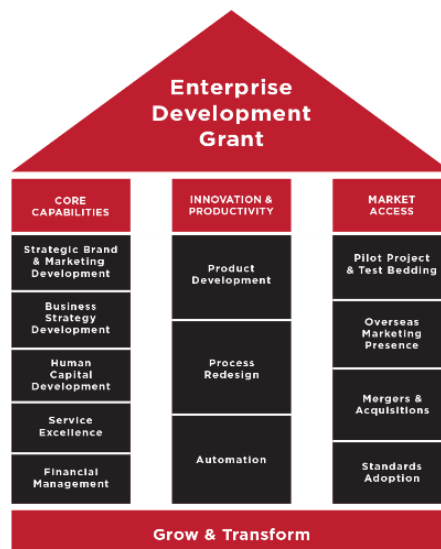 Enterprise
Development
Grant
CORE
CAPABILITIES
Strategic Brand
& Marketing
Development
Business
Strategy
Development
Human
Capital
Development
Service
Excellence
Financial
Management
INNOVATION &
PRODUCTIVITY
Product
Development
Process
Redesign
Automation
MARKET
ACCESS
Pilot Project
& Test Bedding
Overseas
Marketing
Presence
Mergers &
Acquisitions
Standards
Adoption
Grow & Transform